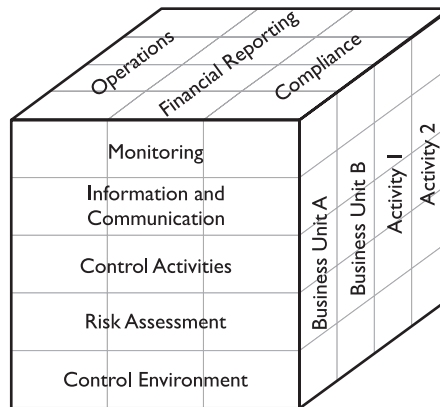 Operations
Financial Reporting
Compliance
Monitoring
Information and
Communication
Control Activities
Risk Assessment
Control Environment
Business Unit A
Business Unit B
Activity 1
Activity 2